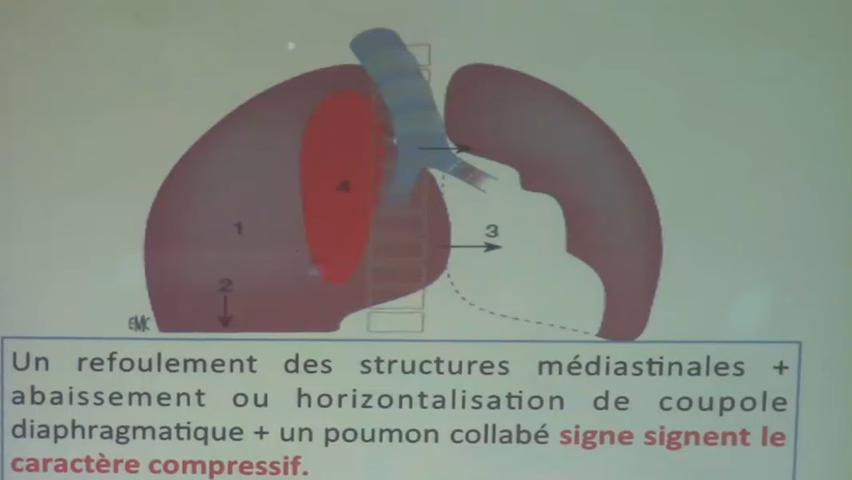 4
1
3
2
EMC
Un refoulement des structures médiastinales +
abaissement ou horizontalisation de coupole
diaphragmatique + un poumon collabé signe signent le
caractère compressif.